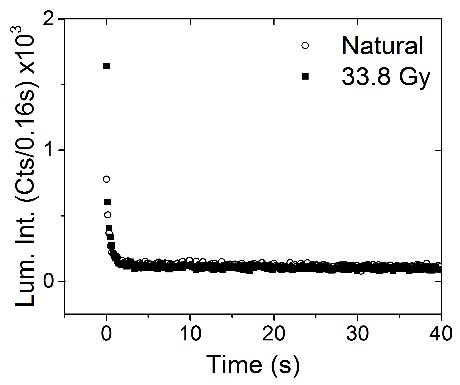 2
Natural
33.8 Gy
1
0
0 10 20 30 40
Lum. Int. (Cts/0.16s) x10³
Time (s)